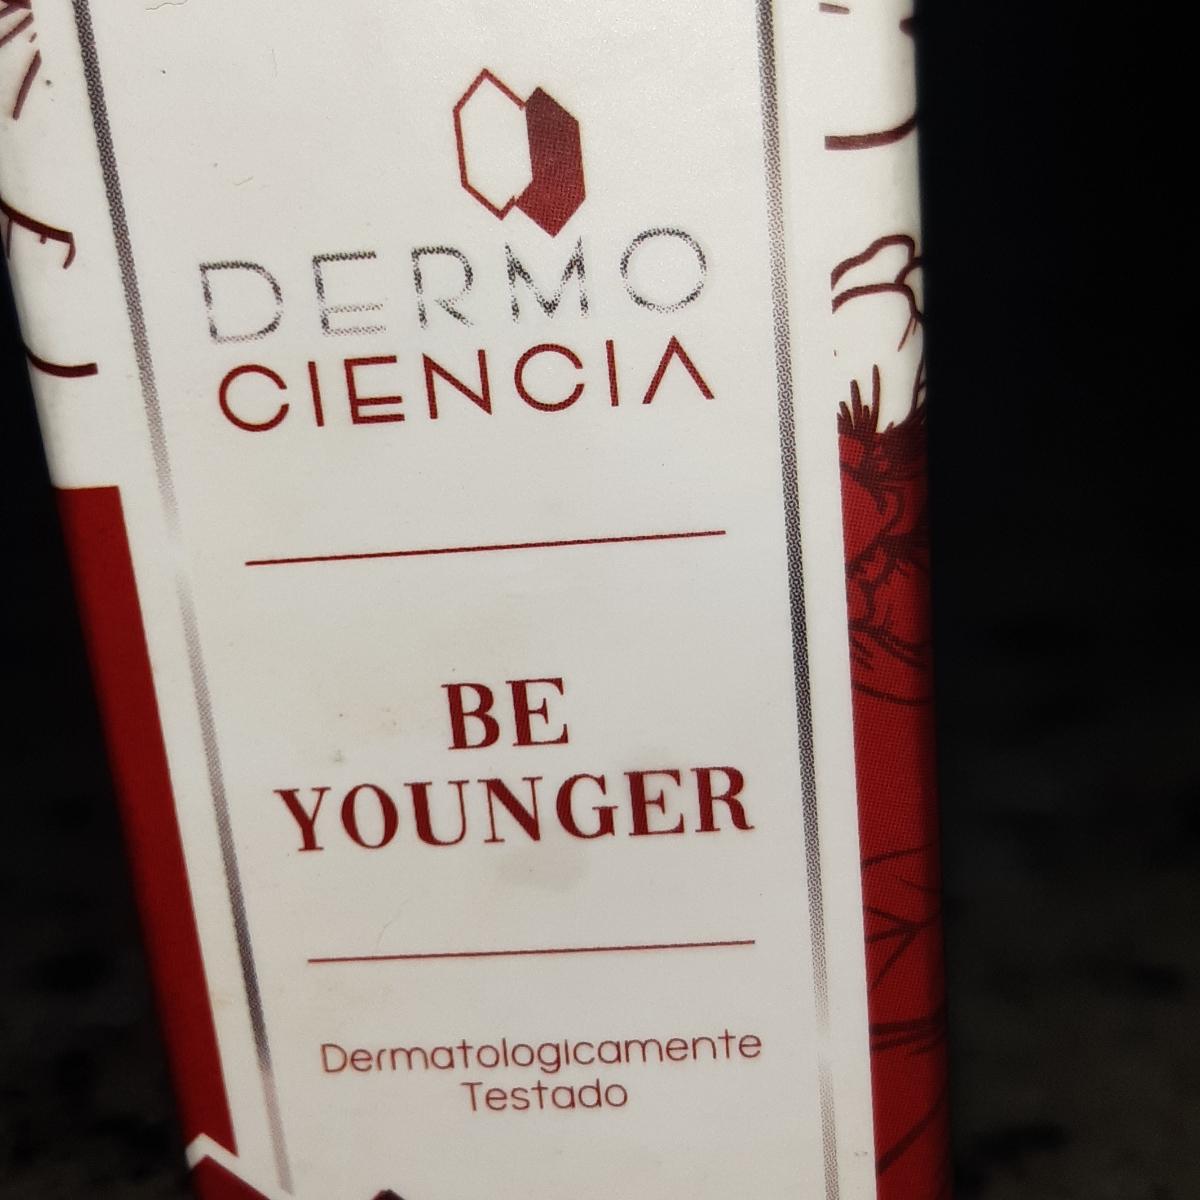 DERMO
CIENCIA
BE
YOUNGER
Dermatologicamente
Testado